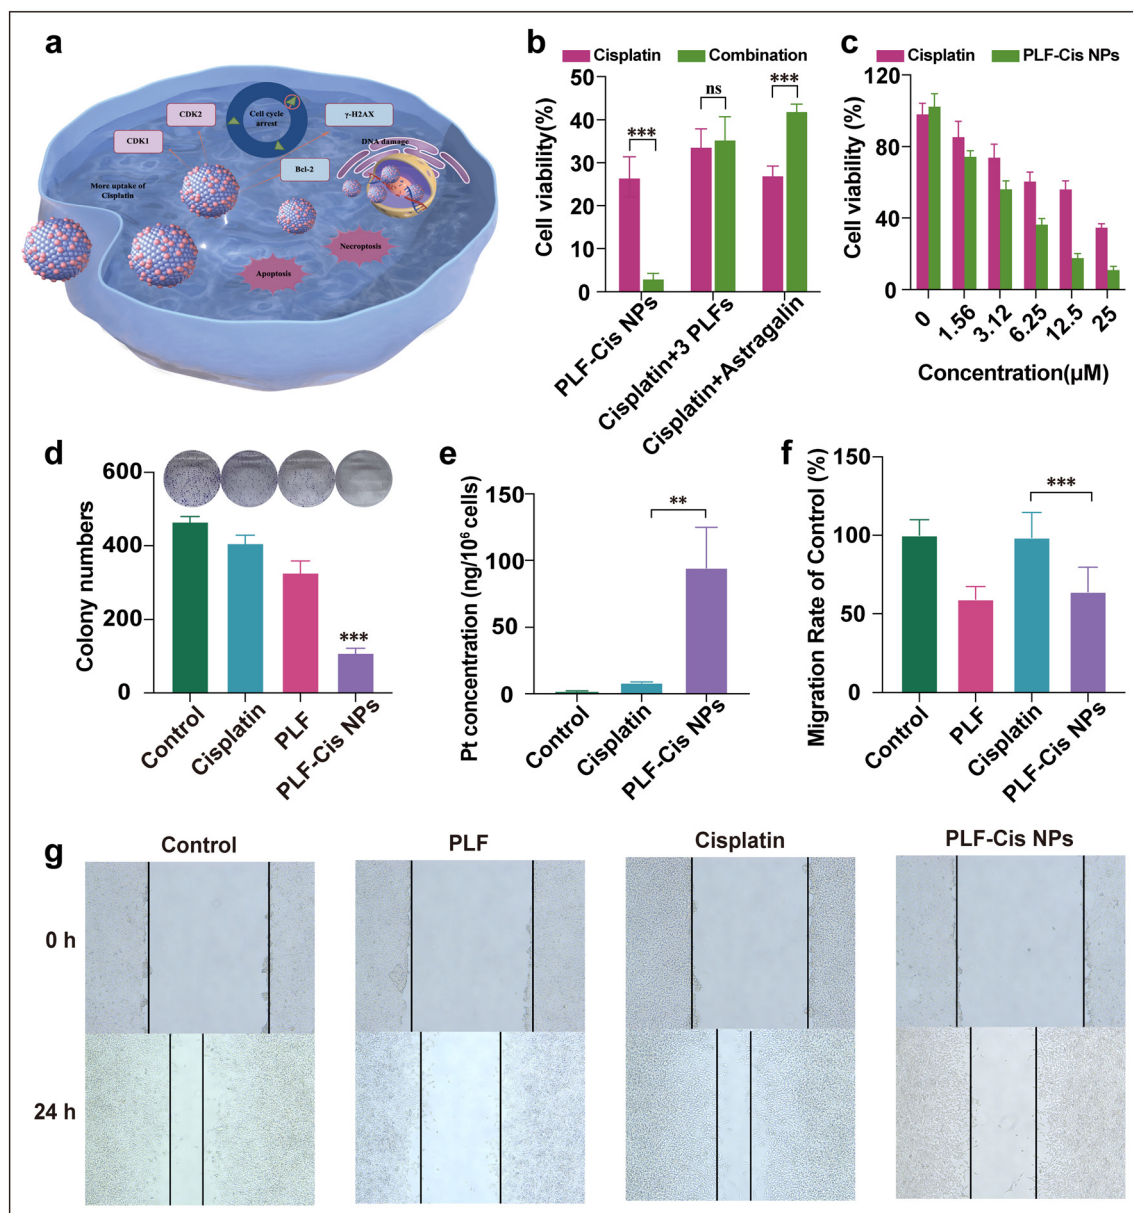 a
CDK2
Cell cycle
arrest
γ-H2AX
CDK1
DNA damage
Bcl-2
More uptake of
Cisplatin
Necroptosis
Apoptosis
b
Cisplatin Combination
Cell viability(%)
50
40
30
20
10
0
***
ns
***
PLF-Cis NPs
Cisplatin+3 PLFs
Cisplatin+Astragalin
c
Cisplatin PLF-Cis NPs
Cell viability(%)
120
80
40
0
0 1.56 3.12 6.25 12.5 25
Concentration(μM)
d
Colony numbers
600
400
200
0
***
Control
Cisplatin
PLF
PLF-Cis NPs
e
Pt concentration (ng/10⁶ cells)
150
100
50
0
**
Control
Cisplatin
PLF-Cis NPs
f
Migration Rate of Control (%)
150
100
50
0
***
Control
PLF
Cisplatin
PLF-Cis NPs
g
Control PLF Cisplatin PLF-Cis NPs
0 h
24 h